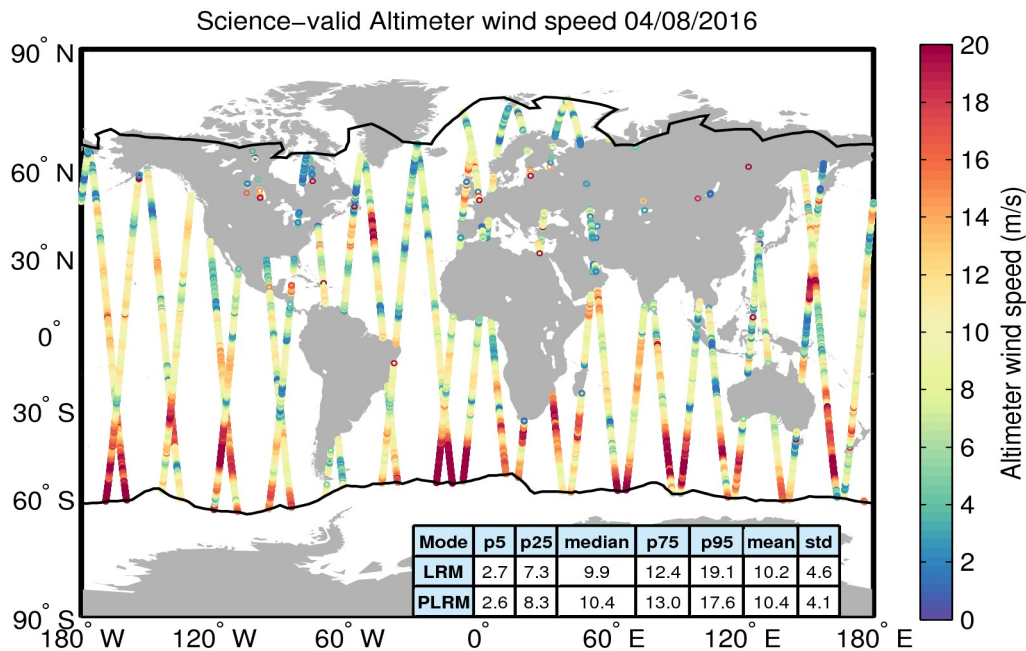 Science−valid Altimeter wind speed 04/08/2016
90° N
60° N
30° N
0°
30° S
60° S
90° S
180° W
120° W
60° W
0°
60° E
120° E
180° E
Mode p5 p25 median p75 p95 mean std
LRM 2.7 7.3 9.9 12.4 19.1 10.2 4.6
PLRM 2.6 8.3 10.4 13.0 17.6 10.4 4.1
20
18
16
14
12
10
8
6
4
2
0
Altimeter wind speed (m/s)